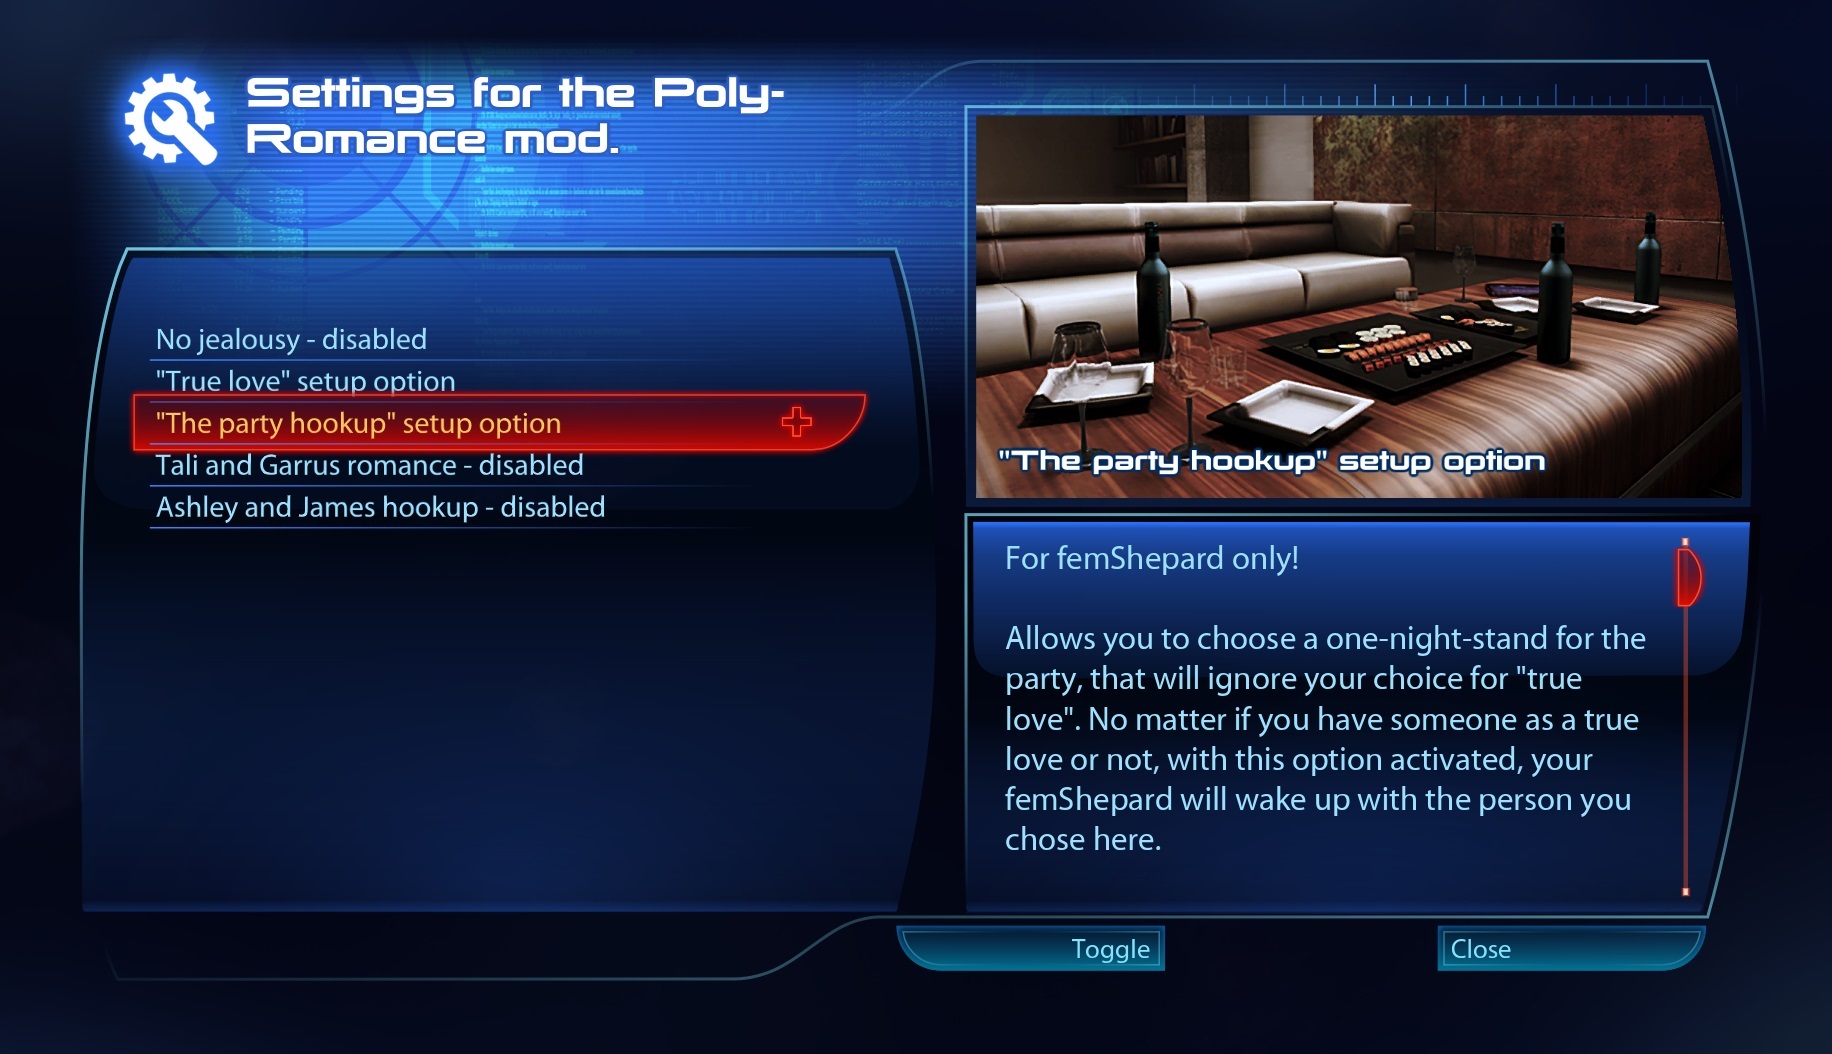 Settings for the Poly-
Romance mod.
No jealousy - disabled
"True love" setup option
"The party hookup" setup option
Tali and Garrus romance - disabled
Ashley and James hookup - disabled
"The party hookup" setup option
For femShepard only!
Allows you to choose a one-night-stand for the
party, that will ignore your choice for "true
love". No matter if you have someone as a true
love or not, with this option activated, your
femShepard will wake up with the person you
chose here.
Toggle
Close